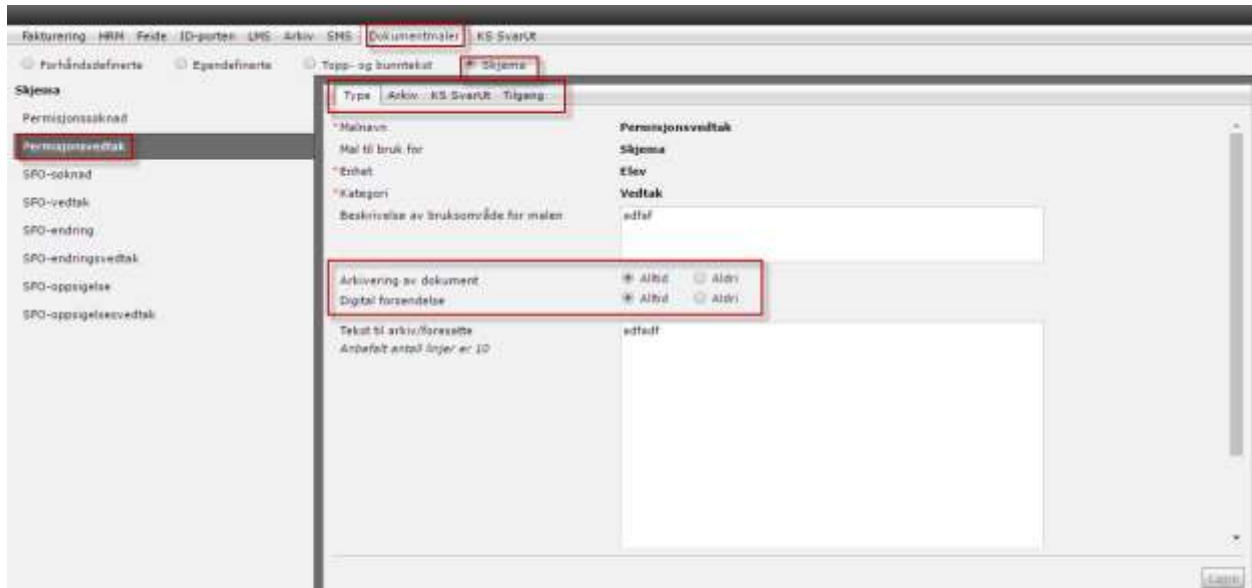 Fakturering HRM Feide ID-porten LMS Arkiv SMS Dokumentmaler KS SvarUt
Forhåndsdefinerte Egendefinerte Topp- og bunntekst Skjema
Skjema
Permisjonssøknad
Permisjonsvedtak
SFO-søknad
SFO-vedtak
SFO-endring
SFO-endringsvedtak
SFO-oppsigelse
SFO-oppsigelsesvedtak
Type Arkiv KS SvarUt Tilgang
*Malnavn Permisjonsvedtak
Mal til bruk for Skjema
*Enhet Elev
*Kategori Vedtak
Beskrivelse av bruksområde for malen
Arkivering av dokument Alltid Aldri
Digital forsendelse Alltid Aldri
Tekst til arkiv/foresatte
Anbefalt antall linjer er 10
Lagre